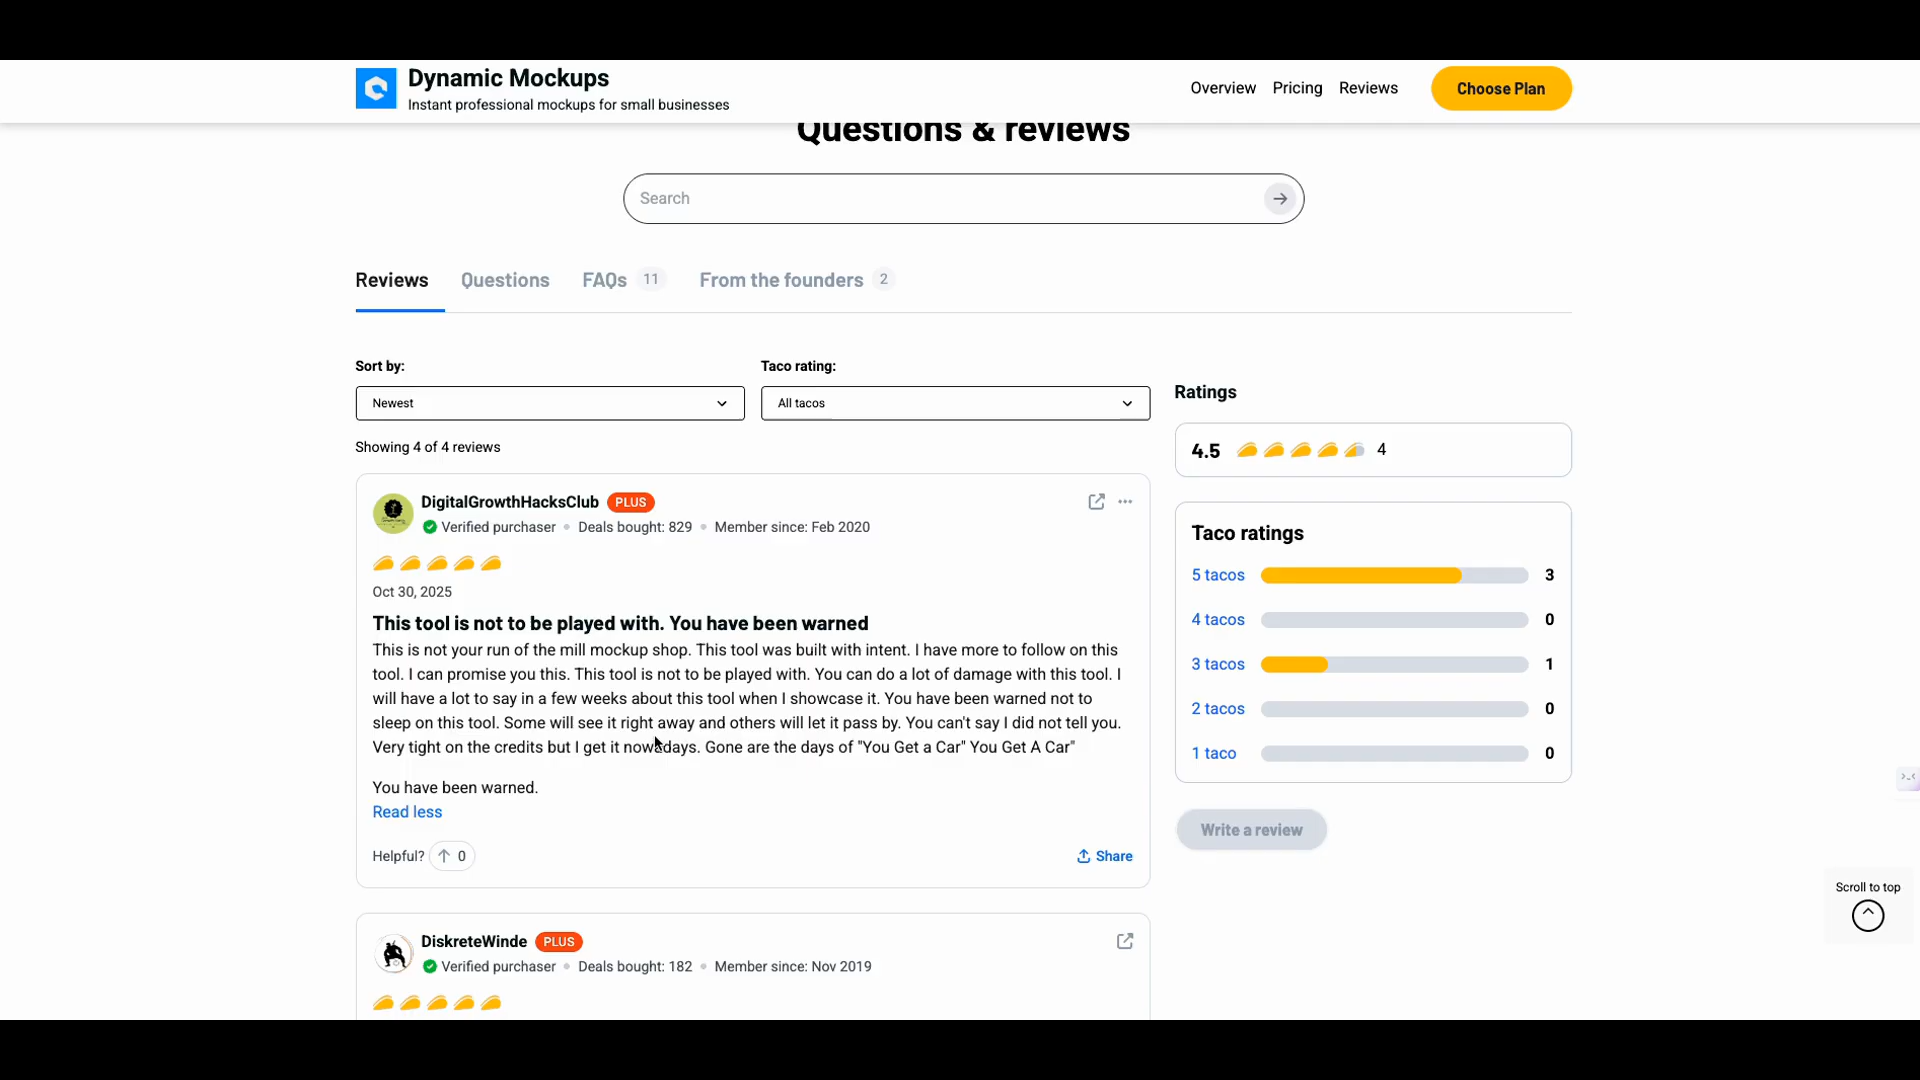 Dynamic Mockups
Instant professional mockups for small businesses
Overview
Pricing
Reviews
Choose Plan
Questions & reviews
Search
Reviews
Questions
FAQs 11
From the founders 2
Sort by:
Newest
Taco rating:
All tacos
Showing 4 of 4 reviews
DigitalGrowthHacksClub PLUS
Verified purchaser • Deals bought: 829 • Member since: Feb 2020
Oct 30, 2025
This tool is not to be played with. You have been warned
This is not your run of the mill mockup shop. This tool was built with intent. I have more to follow on this
tool. I can promise you this. This tool is not to be played with. You can do a lot of damage with this tool. I
will have a lot to say in a few weeks about this tool when I showcase it. You have been warned not to
sleep on this tool. Some will see it right away and others will let it pass by. You can't say I did not tell you.
Very tight on the credits but I get it nowadays. Gone are the days of "You Get a Car" You Get A Car"
You have been warned.
Read less
Helpful? 0
Share
DiskreteWinde PLUS
Verified purchaser • Deals bought: 182 • Member since: Nov 2019
Ratings
4.5 4
Taco ratings
5 tacos 3
4 tacos 0
3 tacos 1
2 tacos 0
1 taco 0
Write a review
Scroll to top